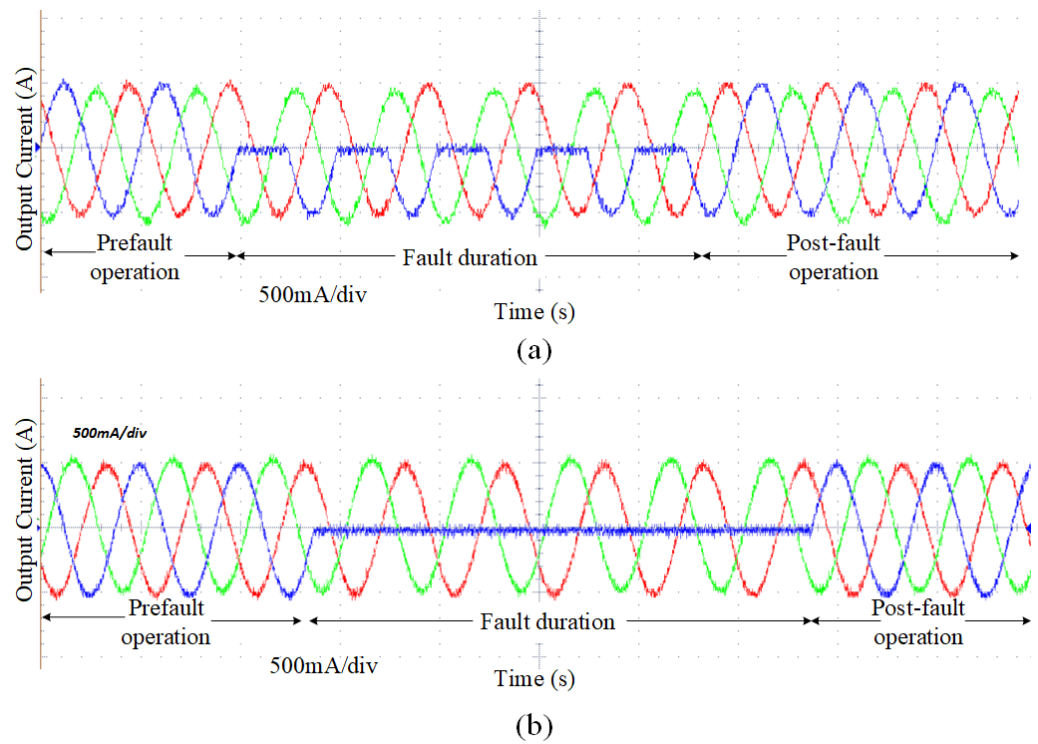 Output Current (A)
Prefault
operation
Fault duration
Post-fault
operation
500mA/div
Time (s)
(a)
Output Current (A)
500mA/div
Prefault
operation
Fault duration
Post-fault
operation
500mA/div
Time (s)
(b)